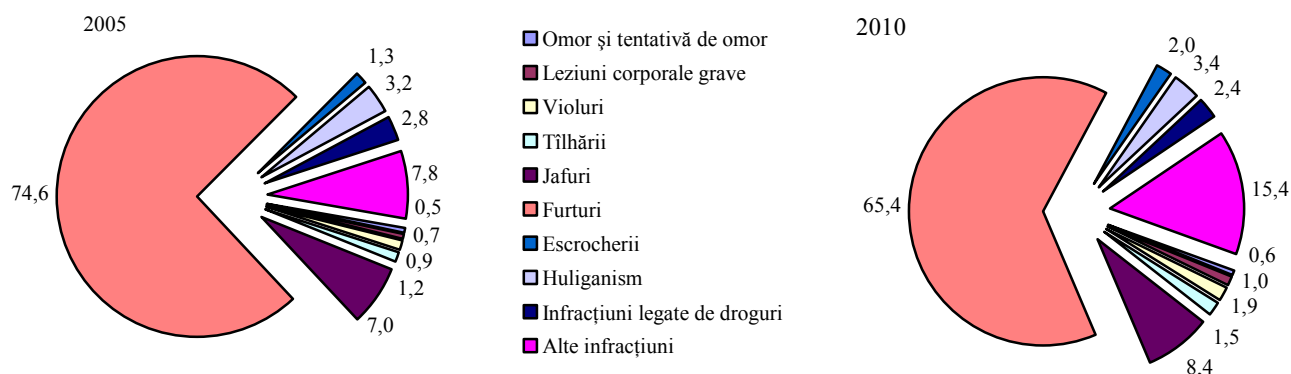 2005
1,3
3,2
2,8
7,8
0,5
0,7
0,9
1,2
7,0
74,6
Omor şi tentativă de omor
Leziuni corporale grave
Violuri
Tîlhării
Jafuri
Furturi
Escrocherii
Huliganism
Infracţiuni legate de droguri
Alte infracţiuni
2010
2,0
3,4
2,4
15,4
0,6
1,0
1,9
1,5
8,4
65,4